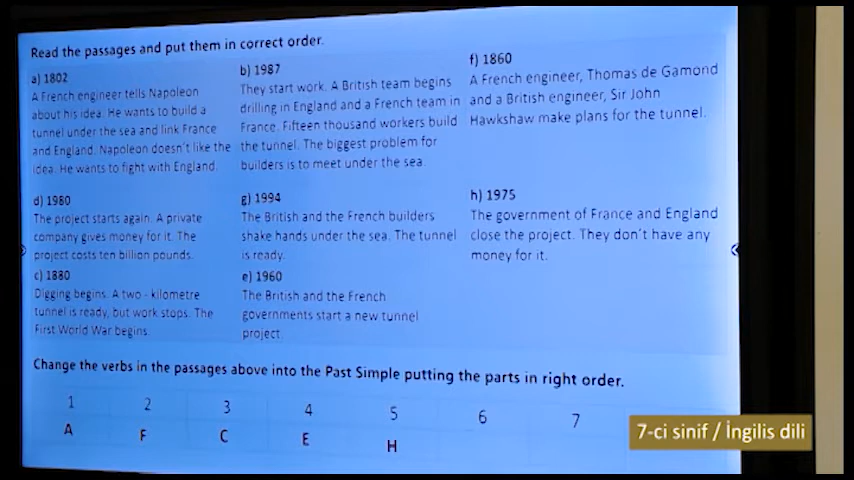 Read the passages and put them in correct order.
a) 1802
A French engineer tells Napoleon
about his idea. He wants to build a
tunnel under the sea and link France
and England. Napoleon doesn't like the
idea. He wants to fight with England.
b) 1987
They start work. A British team begins
drilling in England and a French team in
France. Fifteen thousand workers build
the tunnel. The biggest problem for
builders is to meet under the sea.
f) 1860
A French engineer, Thomas de Gamond
and a British engineer, Sir John
Hawkshaw make plans for the tunnel.
d) 1980
The project starts again. A private
company gives money for it. The
project costs ten billion pounds.
g) 1994
The British and the French builders
shake hands under the sea. The tunnel
is ready.
h) 1975
The government of France and England
close the project. They don't have any
money for it.
c) 1880
Digging begins. A two - kilometre
tunnel is ready, but work stops. The
First World War begins.
e) 1960
The British and the French
governments start a new tunnel
project.
Change the verbs in the passages above into the Past Simple putting the parts in right order.
1 2 3 4 5 6 7
A F C E H
7-ci sinif / İngilis dili